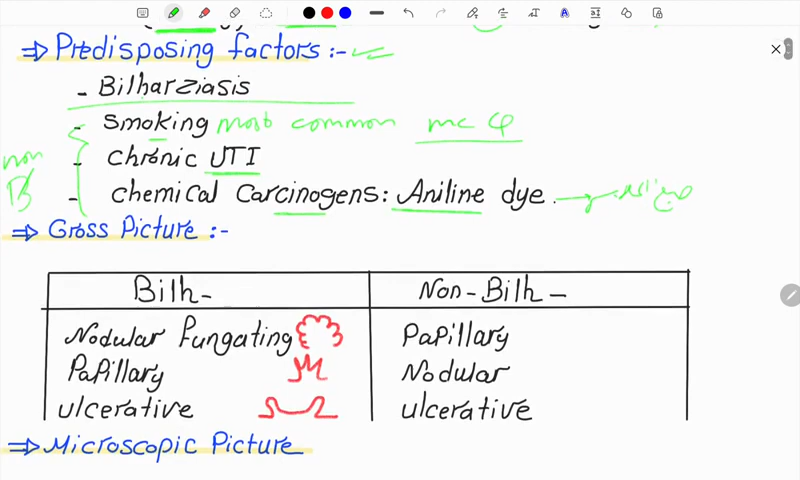 ⇒ Predisposing factors :-
- Bilharziasis
- Smoking most common mc
- chronic UTI
non
B
- chemical Carcinogens: Aniline dye.
⇒ Gross Picture :-
Bilh- Non-Bilh-
Nodular Fungating Papillary
Papillary Nodular
ulcerative ulcerative
⇒ Microscopic Picture